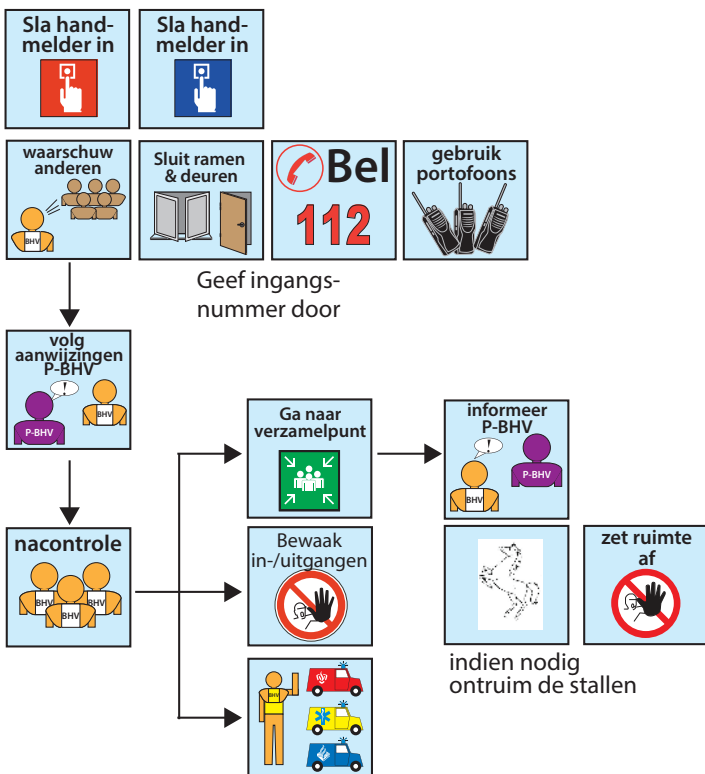 Sla hand-
melder in
Sla hand-
melder in
waarschuw
anderen
BHV
Sluit ramen
& deuren
Bel
112
gebruik
portofoons
Geef ingangs-
nummer door
volg
aanwijzingen
P-BHV
!
P-BHV
BHV
Ga naar
verzamelpunt
informeer
P-BHV
!
BHV
P-BHV
nacontrole
BHV
BHV
BHV
Bewaak
in-/uitgangen
zet ruimte
af
indien nodig
ontruim de stallen
BHV